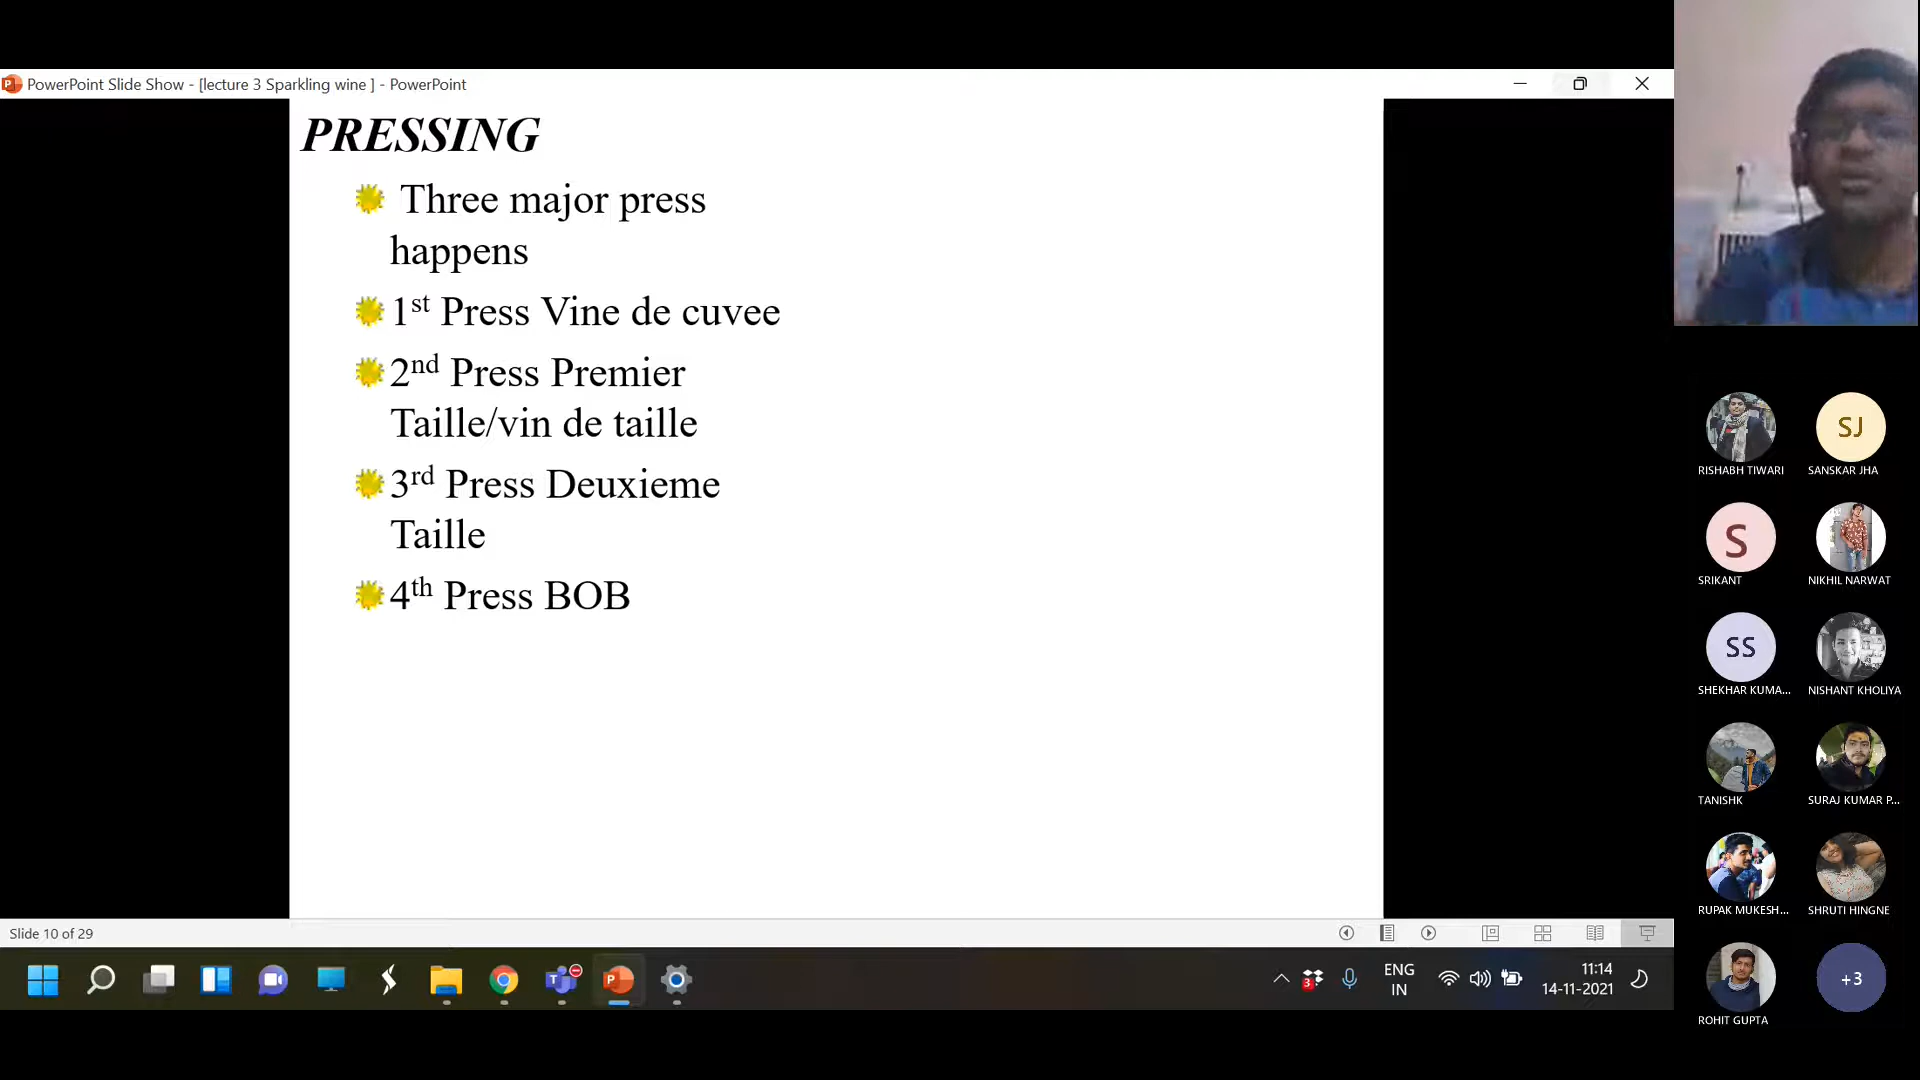 PowerPoint Slide Show - [lecture 3 Sparkling wine ] - PowerPoint
PRESSING
Three major press
happens
1st Press Vine de cuvee
2nd Press Premier
Taille/vin de taille
3rd Press Deuxieme
Taille
4th Press BOB
Slide 10 of 29
ENG
IN
11:14
14-11-2021
3
SJ
RISHABH TIWARI
SANSKAR JHA
S
SRIKANT
NIKHIL NARWAT
SS
SHEKHAR KUMA...
NISHANT KHOLIYA
TANISHK
SURAJ KUMAR P...
RUPAK MUKESH...
SHRUTI HINGNE
+3
ROHIT GUPTA